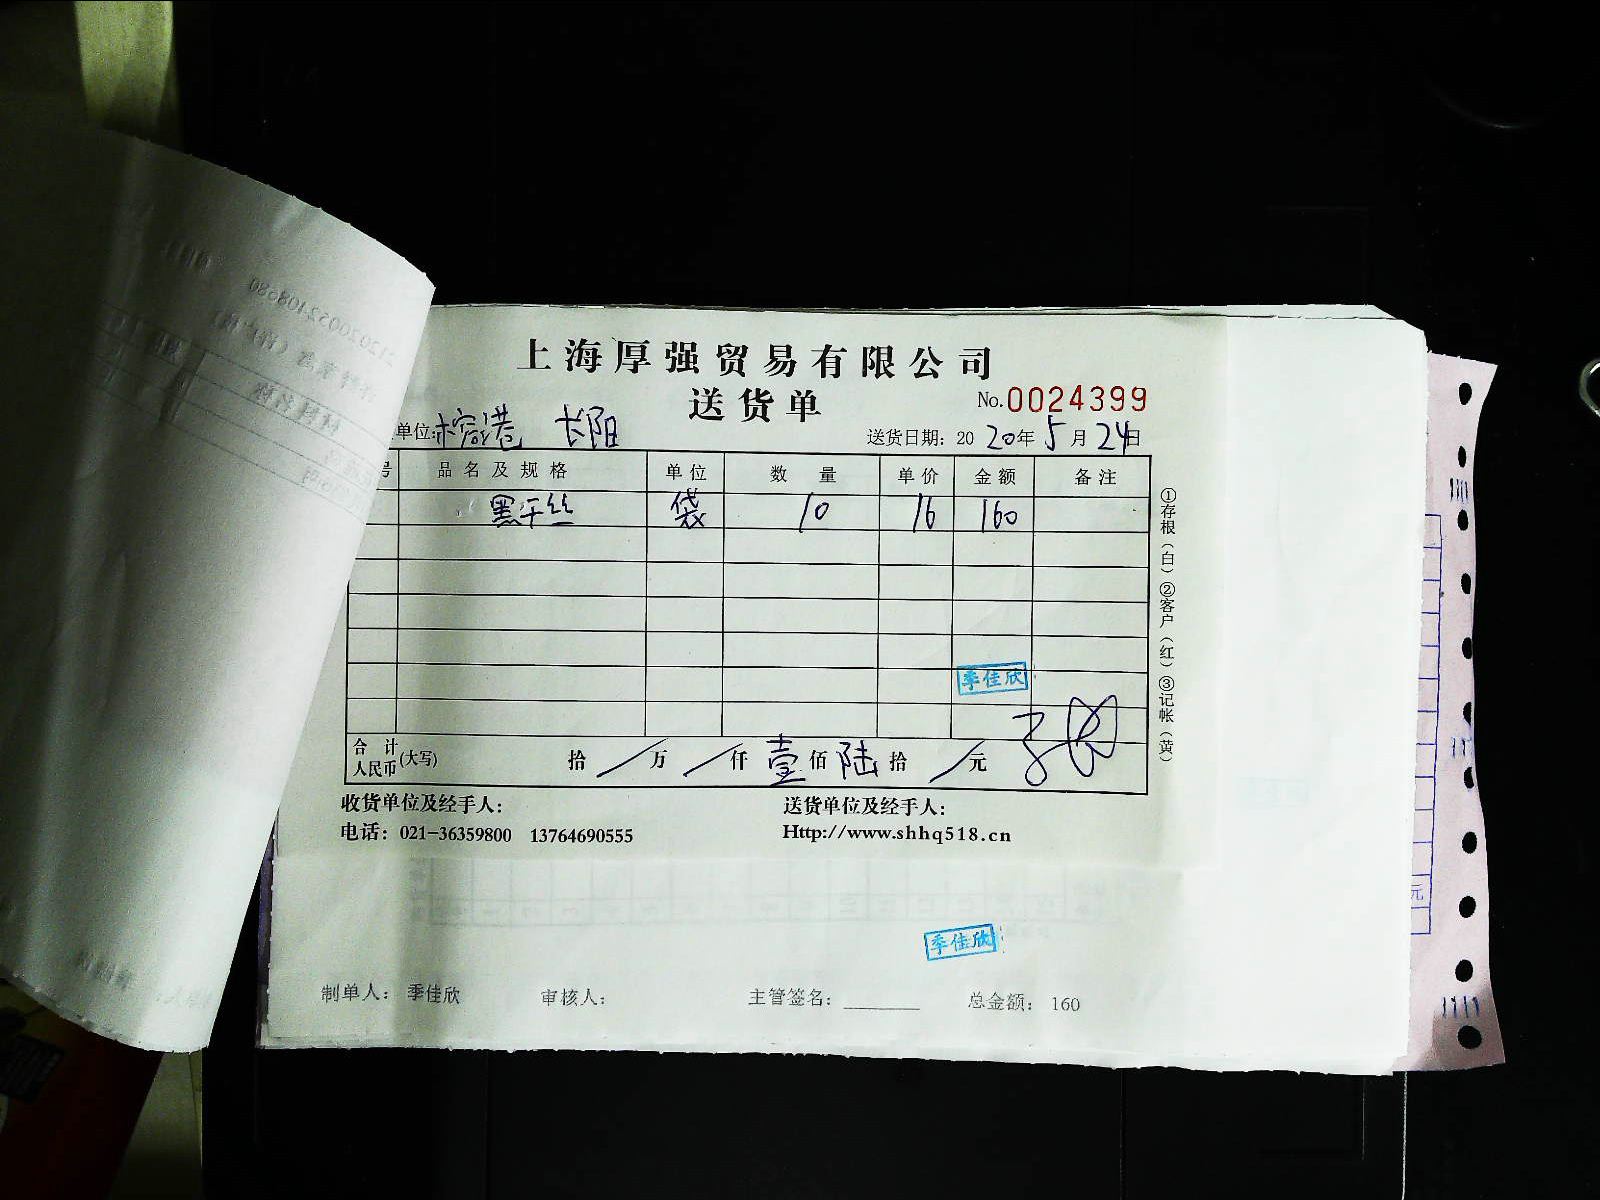 上海厚强贸易有限公司
送货单
No.0024399
单位: 榕港 长阳
送货日期: 2020年5月24日
号 品名及规格 单位 数量 单价 金额 备注
黑干丝 袋 10 16 160
①存根(白)②客户(红)③记帐(黄)
季佳欣
合计人民币(大写) 拾/万/仟壹佰陆拾/元
收货单位及经手人: 送货单位及经手人:
电话: 021-36359800 13764690555 Http://www.shhq518.cn
元
季佳欣
制单人: 季佳欣 审核人: 主管签名: ________ 总金额: 160